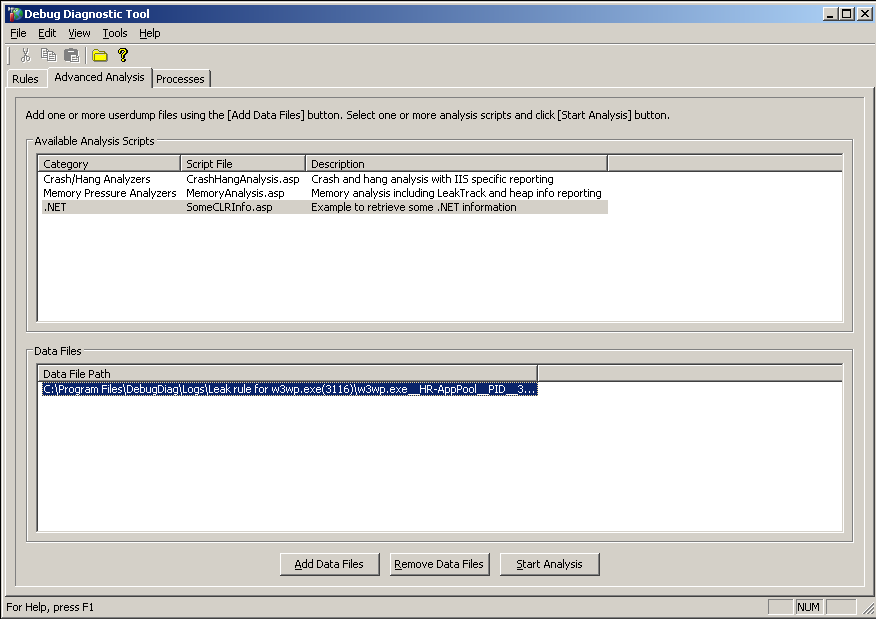 Debug Diagnostic Tool
File Edit View Tools Help
Rules Advanced Analysis Processes
Add one or more userdump files using the [Add Data Files] button. Select one or more analysis scripts and click [Start Analysis] button.
Available Analysis Scripts
Category Script File Description
Crash/Hang Analyzers CrashHangAnalysis.asp Crash and hang analysis with IIS specific reporting
Memory Pressure Analyzers MemoryAnalysis.asp Memory analysis including LeakTrack and heap info reporting
.NET SomeCLRInfo.asp Example to retrieve some .NET information
Data Files
Data File Path
C:\Program Files\DebugDiag\Logs\Leak rule for w3wp.exe(3116)\w3wp.exe__HR-AppPool__PID__3...
Add Data Files Remove Data Files Start Analysis
For Help, press F1 NUM